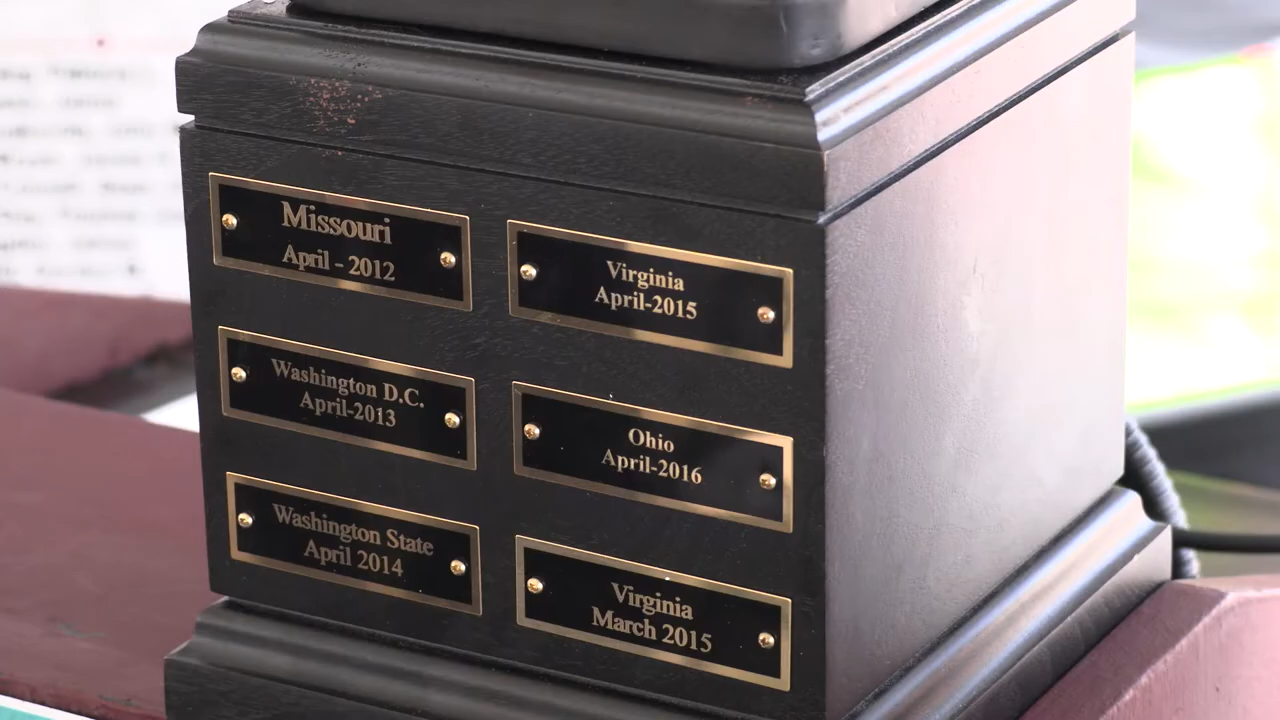 Missouri
April - 2012
Washington D.C.
April-2013
Washington State
April 2014
Virginia
April-2015
Ohio
April-2016
Virginia
March 2015